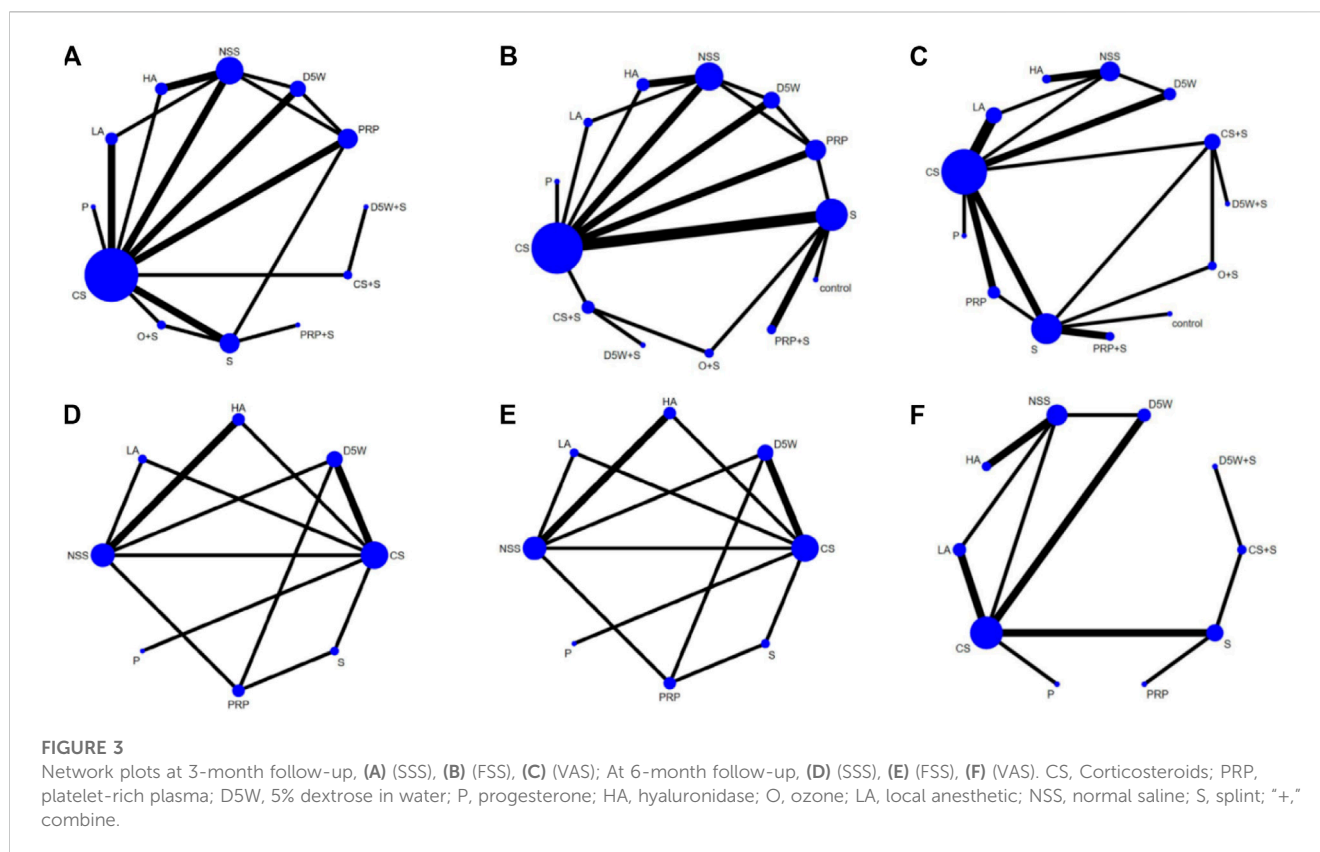 A
NSS
HA
D5W
LA
PRP
P
D5W+S
CS
CS+S
O+S
PRP+S
S
B
NSS
HA
D5W
LA
PRP
P
S
CS
control
CS+S
PRP+S
D5W+S
O+S
C
NSS
HA
D5W
LA
CS+S
CS
D5W+S
P
O+S
PRP
control
S
PRP+S
D
HA
LA
D5W
NSS
CS
P
S
PRP
E
HA
LA
D5W
NSS
CS
P
S
PRP
F
NSS
D5W
HA
D5W+S
LA
CS+S
CS
S
P
PRP
FIGURE 3
Network plots at 3-month follow-up, (A) (SSS), (B) (FSS), (C) (VAS); At 6-month follow-up, (D) (SSS), (E) (FSS), (F) (VAS). CS, Corticosteroids; PRP,
platelet-rich plasma; D5W, 5% dextrose in water; P, progesterone; HA, hyaluronidase; O, ozone; LA, local anesthetic; NSS, normal saline; S, splint; "+,"
combine.